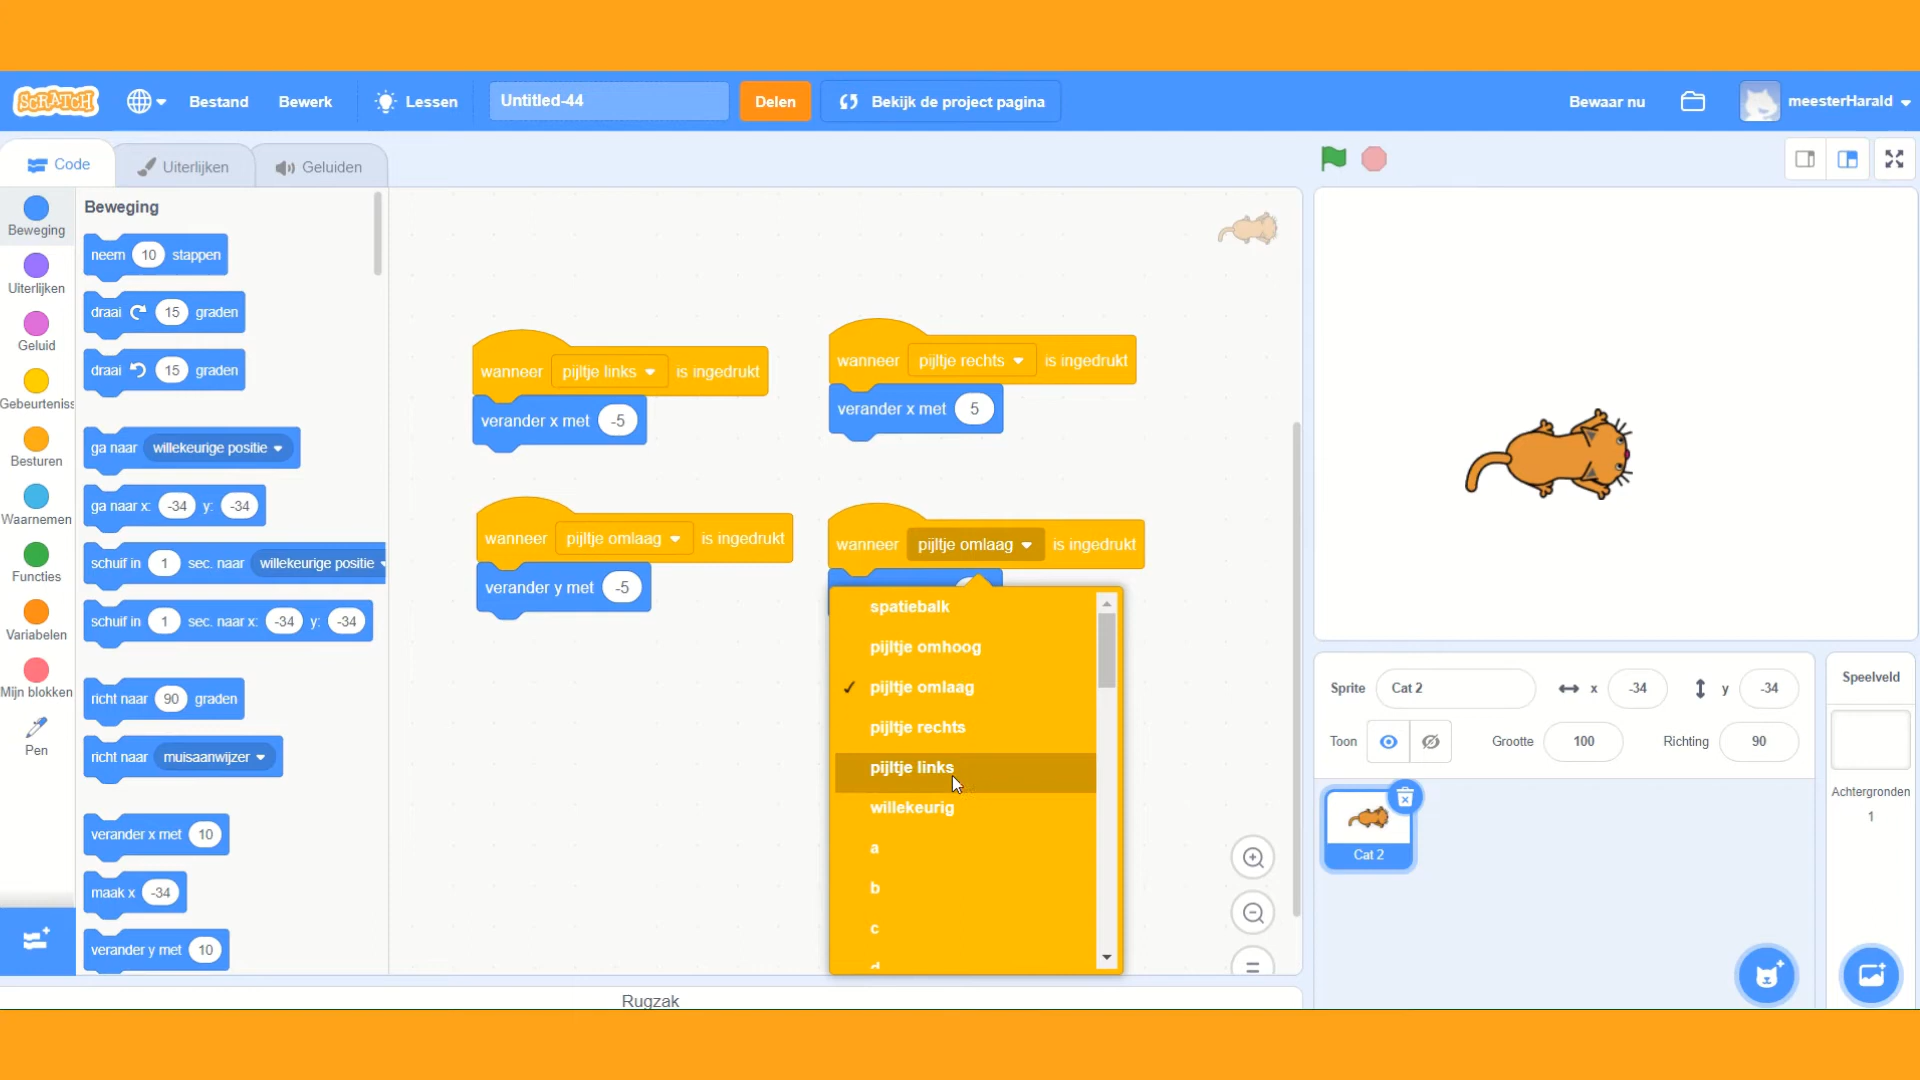 SCRATCH Bestand Bewerk Lessen Untitled-44 Delen Bekijk de project pagina Bewaar nu meesterHarald
Code Uiterlijken Geluiden
Beweging
Uiterlijken
Geluid
Gebeurteniss
Besturen
Waarnemen
Functies
Variabelen
Mijn blokken
Pen
Beweging
neem 10 stappen
draai 15 graden
draai 15 graden
ga naar willekeurige positie
ga naar x: -34 y: -34
schuif in 1 sec. naar willekeurige positie
schuif in 1 sec. naar x: -34 y: -34
richt naar 90 graden
richt naar muisaanwijzer
verander x met 10
maak x -34
verander y met 10
wanneer pijltje links is ingedrukt
verander x met -5
wanneer pijltje rechts is ingedrukt
verander x met 5
wanneer pijltje omlaag is ingedrukt
verander y met -5
wanneer pijltje omlaag is ingedrukt
spatiebalk
pijltje omhoog
✓ pijltje omlaag
pijltje rechts
pijltje links
willekeurig
a
b
c
d
Sprite Cat 2 x -34 y -34
Toon Grootte 100 Richting 90
Cat 2
Speelveld
Achtergronden
1
Rugzak